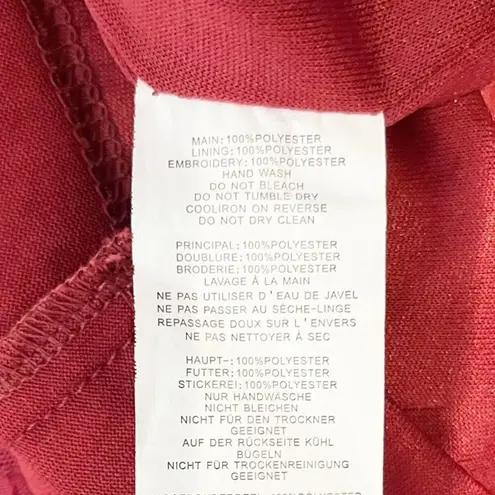 MAIN:100%POLYESTER
LINING:100%POLYESTER
EMBROIDERY:100%POLYESTER
HAND WASH
DO NOT BLEACH
DO NOT TUMBLE DRY
COOLIRON ON REVERSE
DO NOT DRY CLEAN
PRINCIPAL:100%POLYESTER
DOUBLURE:100%POLYESTER
BRODERIE:100%POLYESTER
LAVAGE À LA MAIN
NE PAS UTILISER D'EAU DE JAVEL
NE PAS PASSER AU SÈCHE-LINGE
REPASSAGE DOUX SUR L'ENVERS
NE PAS NETTOYER À SEC
HAUPT-:100%POLYESTER
FUTTER:100%POLYESTER
STICKEREI:100%POLYESTER
NUR HANDWÄSCHE
NICHT BLEICHEN
NICHT FÜR DEN TROCKNER
GEEIGNET
AUF DER RÜCKSEITE KÜHL
BÜGELN
NICHT FÜR TROCKENREINIGUNG
GEEIGNET